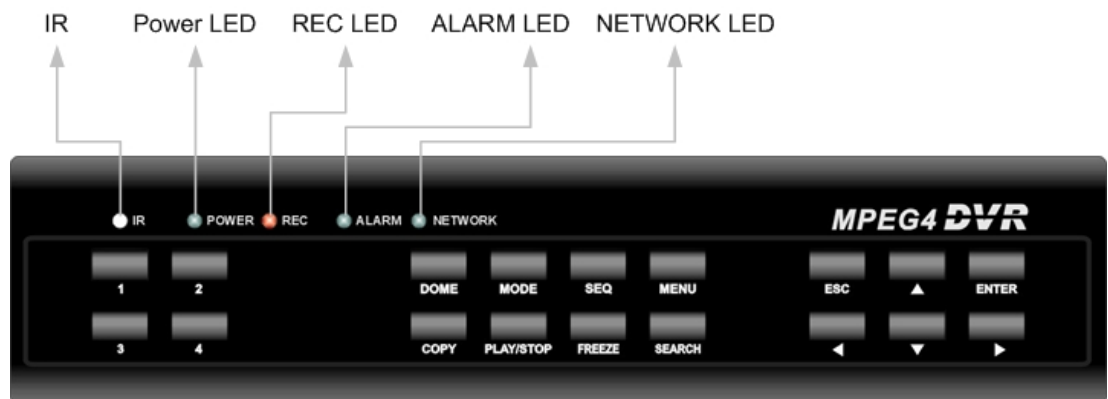 IR Power LED REC LED ALARM LED NETWORK LED
IR POWER REC ALARM NETWORK
MPEG4 DVR
1 2 DOME MODE SEQ MENU ESC ▲ ENTER
3 4 COPY PLAY/STOP FREEZE SEARCH ◀ ▼ ▶